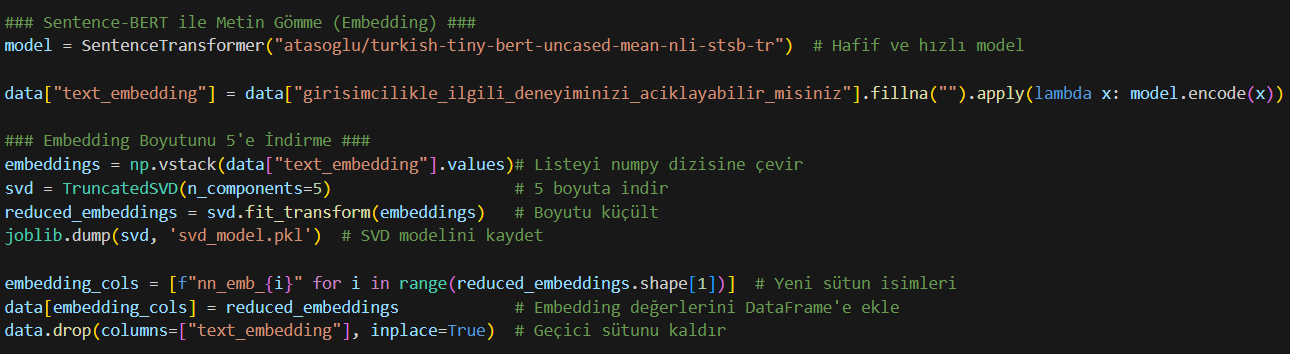 ### Sentence-BERT ile Metin Gömme (Embedding) ###
model = SentenceTransformer("atasoglu/turkish-tiny-bert-uncased-mean-nli-stsb-tr")  # Hafif ve hızlı model
data["text_embedding"] = data["girisimcilikle_ilgili_deneyiminizi_aciklayabilir_misiniz"].fillna("").apply(lambda x: model.encode(x))
### Embedding Boyutunu 5'e İndirme ###
embeddings = np.vstack(data["text_embedding"].values)# Listeyi numpy dizisine çevir
svd = TruncatedSVD(n_components=5)                   # 5 boyuta indir
reduced_embeddings = svd.fit_transform(embeddings)   # Boyutu küçült
joblib.dump(svd, 'svd_model.pkl')  # SVD modelini kaydet
embedding_cols = [f"nn_emb_{i}" for i in range(reduced_embeddings.shape[1])]  # Yeni sütun isimleri
data[embedding_cols] = reduced_embeddings            # Embedding değerlerini DataFrame'e ekle
data.drop(columns=["text_embedding"], inplace=True)  # Geçici sütunu kaldır